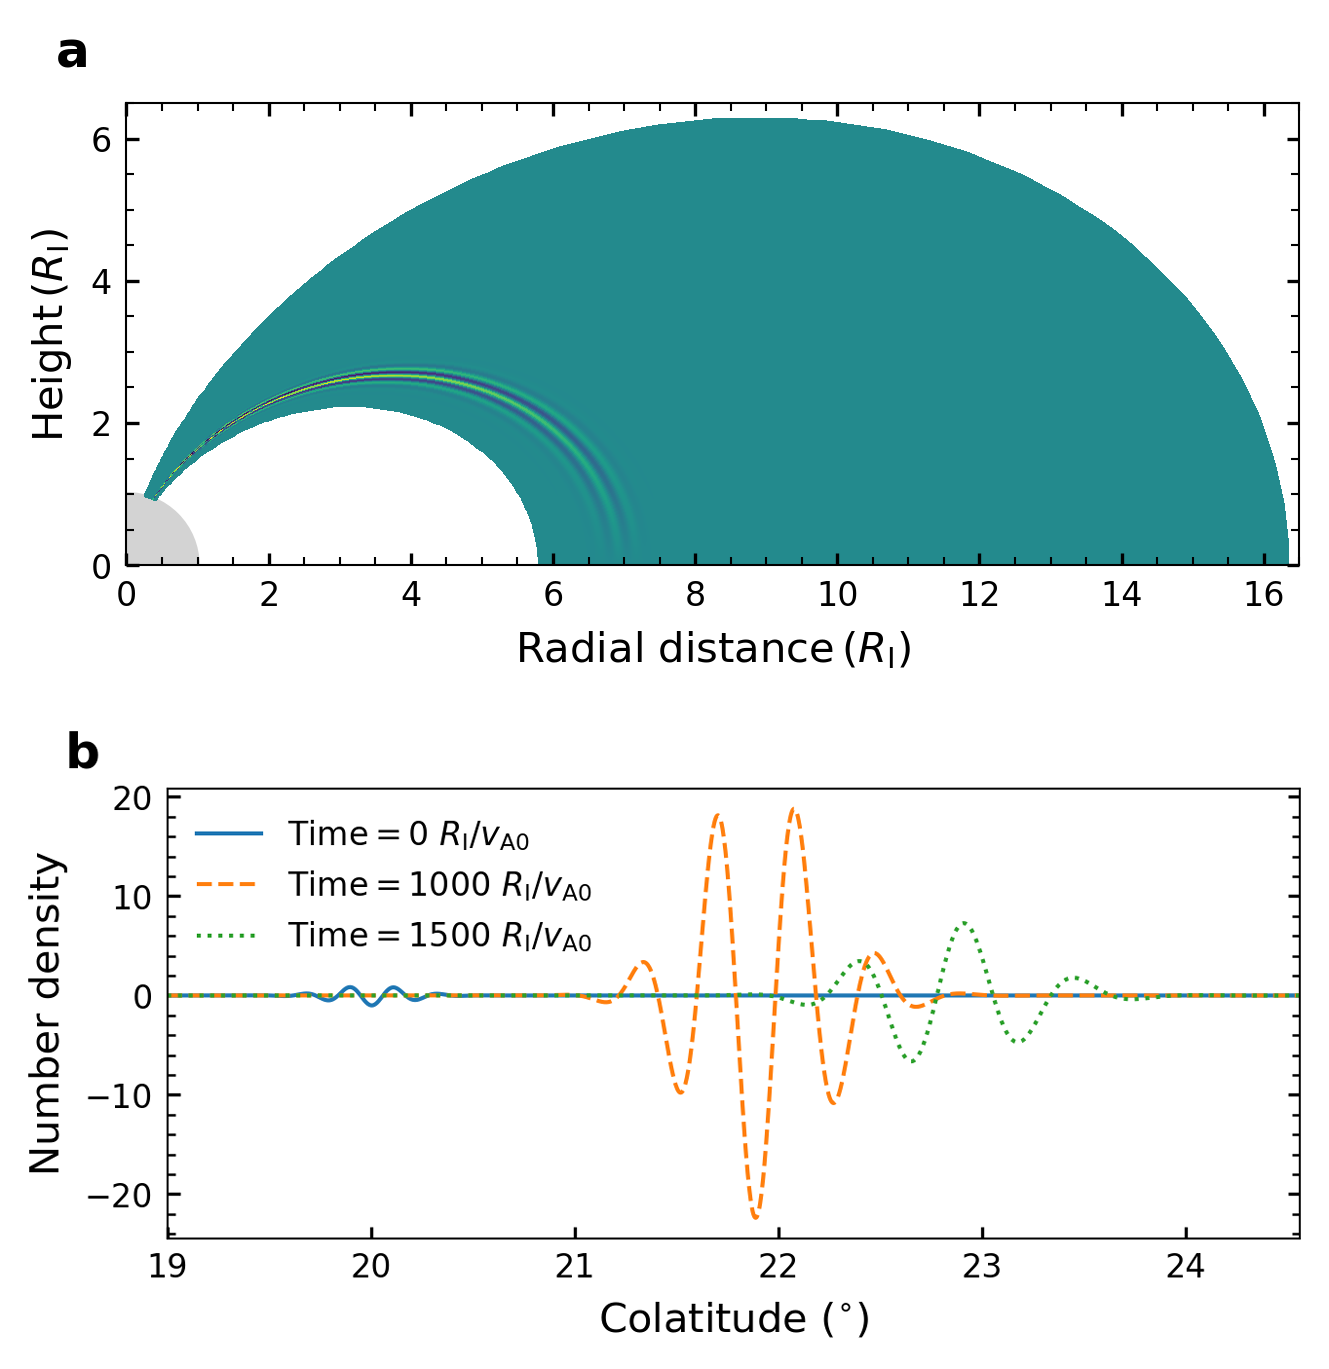 a
6
4
2
0
Height (R_I)
0 2 4 6 8 10 12 14 16
Radial distance (R_I)
b
20
10
0
−10
−20
Number density
Time = 0 R_I/v_A0
Time = 1000 R_I/v_A0
Time = 1500 R_I/v_A0
19 20 21 22 23 24
Colatitude (°)